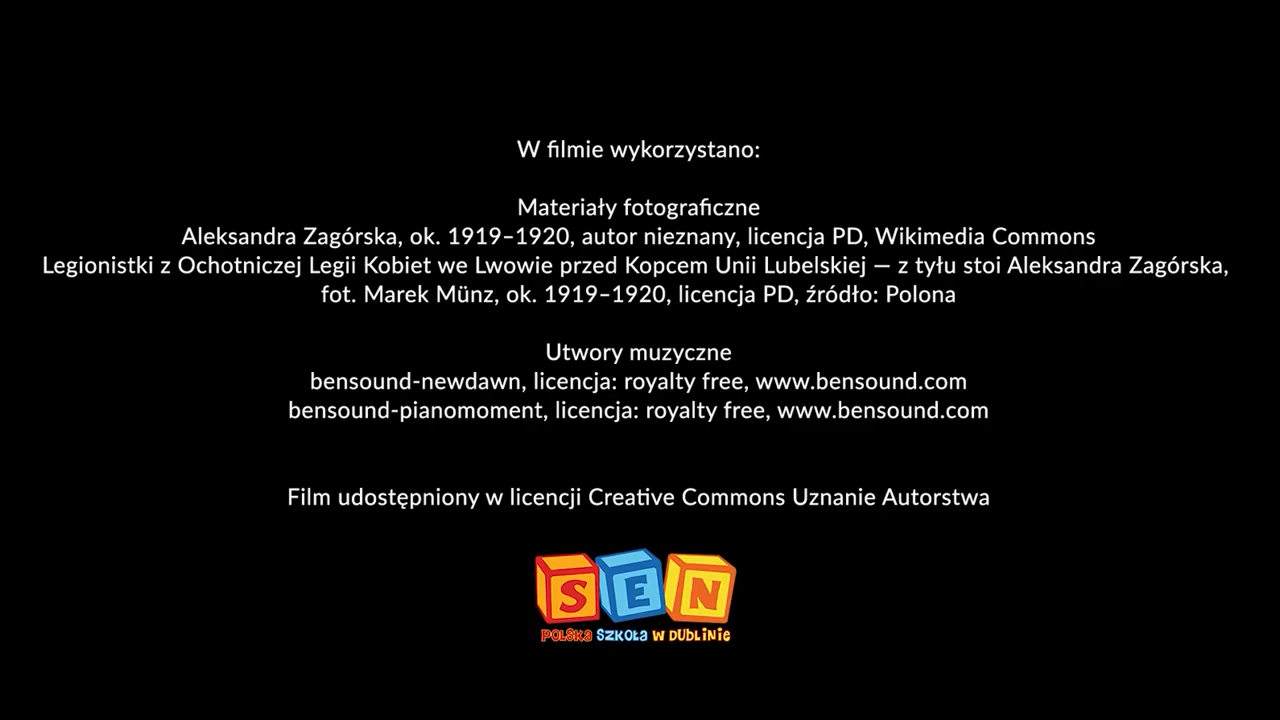 W filmie wykorzystano:
Materiały fotograficzne
Aleksandra Zagórska, ok. 1919–1920, autor nieznany, licencja PD, Wikimedia Commons
Legionistki z Ochotniczej Legii Kobiet we Lwowie przed Kopcem Unii Lubelskiej — z tyłu stoi Aleksandra Zagórska,
fot. Marek Münz, ok. 1919–1920, licencja PD, źródło: Polona
Utwory muzyczne
bensound-newdawn, licencja: royalty free, www.bensound.com
bensound-pianomoment, licencja: royalty free, www.bensound.com
Film udostępniony w licencji Creative Commons Uznanie Autorstwa
SEN
POLSKA SZKOŁA W DUBLINIE